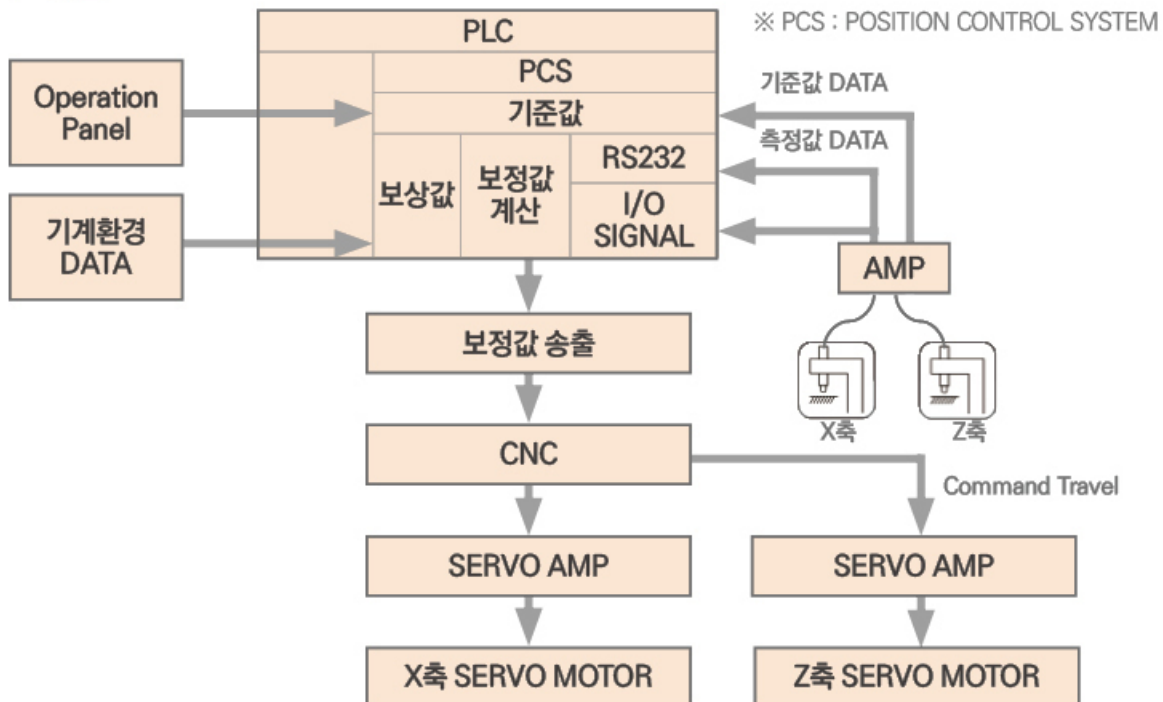 ※ PCS : POSITION CONTROL SYSTEM
PLC
PCS
기준값
보상값
보정값
계산
RS232
I/O
SIGNAL
Operation
Panel
기계환경
DATA
기준값 DATA
측정값 DATA
AMP
X축
Z축
보정값 송출
CNC
Command Travel
SERVO AMP
SERVO AMP
X축 SERVO MOTOR
Z축 SERVO MOTOR